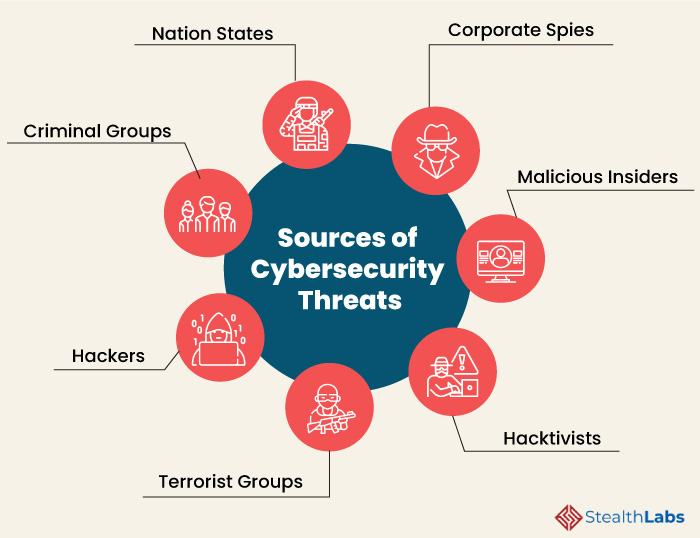 Nation States
Corporate Spies
Criminal Groups
Malicious Insiders
Sources of
Cybersecurity
Threats
Hackers
Hacktivists
Terrorist Groups
StealthLabs